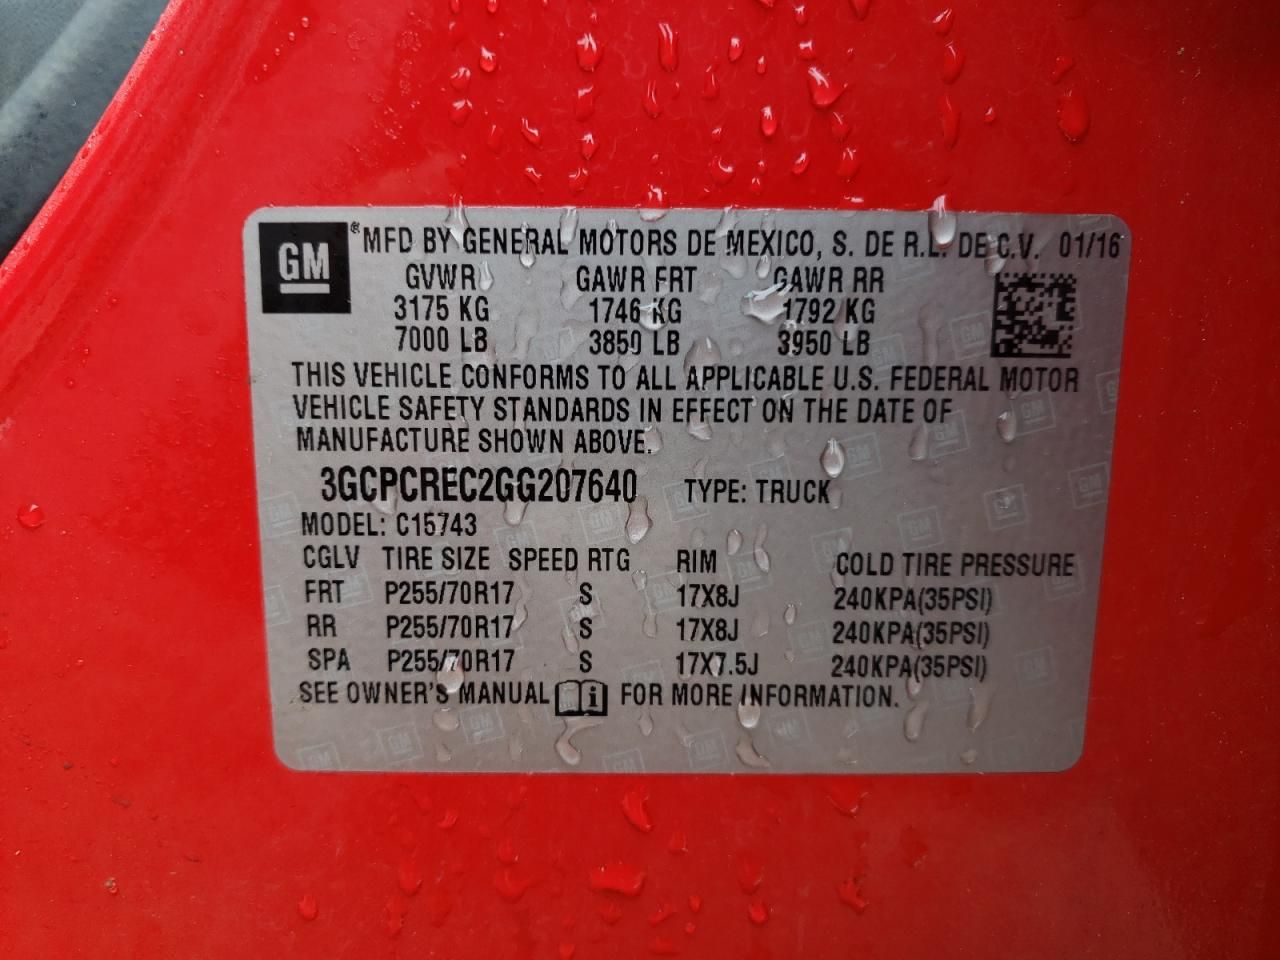 GM ® MFD BY GENERAL MOTORS DE MEXICO, S. DE R.L. DE C.V. 01/16
GVWR GAWR FRT GAWR RR
3175 KG 1746 KG 1792 KG
7000 LB 3850 LB 3950 LB
THIS VEHICLE CONFORMS TO ALL APPLICABLE U.S. FEDERAL MOTOR
VEHICLE SAFETY STANDARDS IN EFFECT ON THE DATE OF
MANUFACTURE SHOWN ABOVE.
3GCPCREC2GG207640 TYPE: TRUCK
MODEL: C15743
CGLV TIRE SIZE SPEED RTG RIM COLD TIRE PRESSURE
FRT P255/70R17 S 17X8J 240KPA(35PSI)
RR P255/70R17 S 17X8J 240KPA(35PSI)
SPA P255/70R17 S 17X7.5J 240KPA(35PSI)
SEE OWNER'S MANUAL FOR MORE INFORMATION.